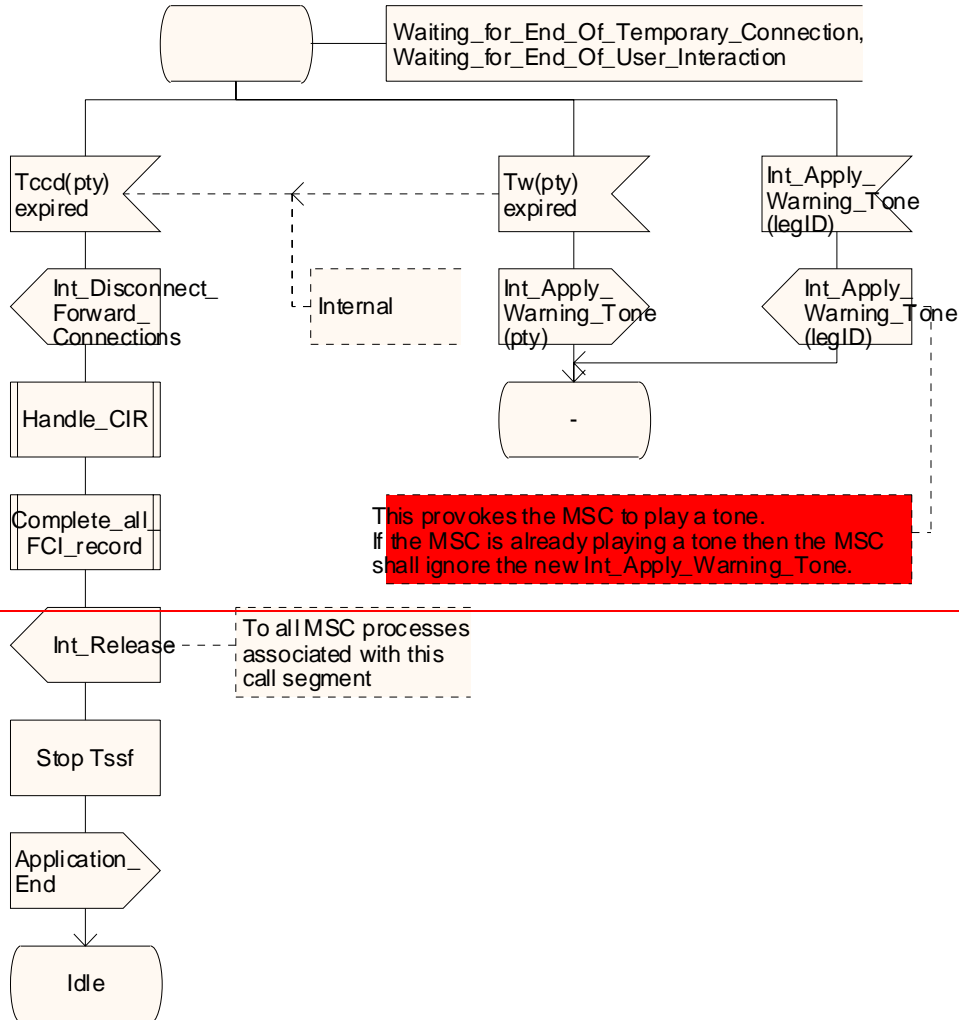 Waiting_for_End_Of_Temporary_Connection,
Waiting_for_End_Of_User_Interaction
Tccd(pty)
expired
Tw(pty)
expired
Int_Apply_
Warning_Tone
(legID)
Int_Disconnect_
Forward_
Connections
Internal
Int_Apply_
Warning_Tone
(pty)
Int_Apply_
Warning_Tone
(legID)
Handle_CIR
-
Complete_all_
FCI_record
This provokes the MSC to play a tone.
If the MSC is already playing a tone then the MSC
shall ignore the new Int_Apply_Warning_Tone.
Int_Release
To all MSC processes
associated with this
call segment
Stop Tssf
Application_
End
Idle